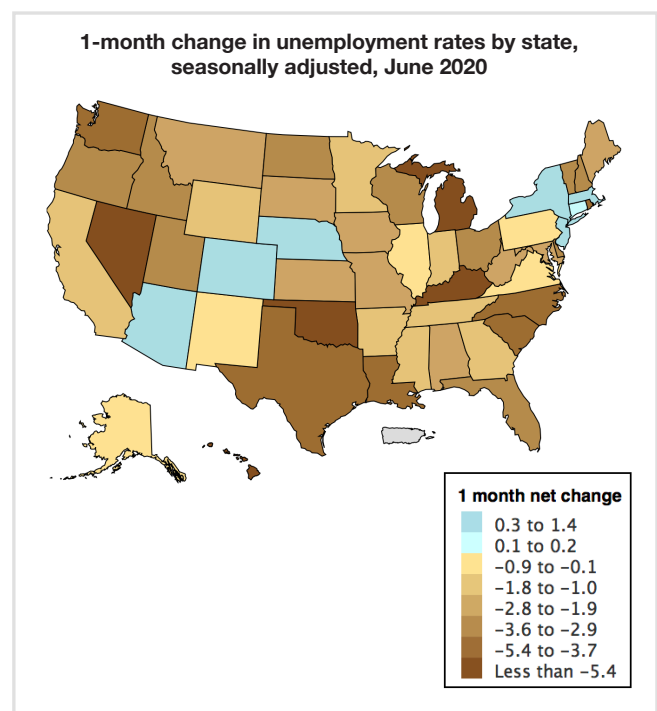 1-month change in unemployment rates by state,
seasonally adjusted, June 2020
1 month net change
0.3 to 1.4
0.1 to 0.2
−0.9 to −0.1
−1.8 to −1.0
−2.8 to −1.9
−3.6 to −2.9
−5.4 to −3.7
Less than −5.4